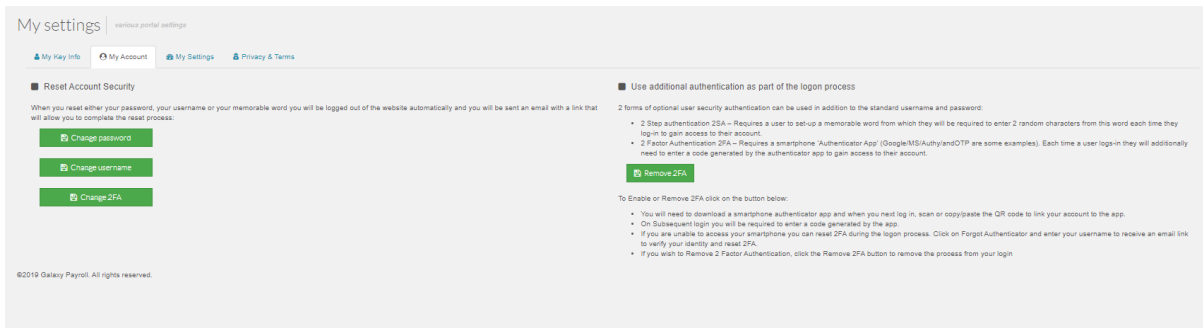 My settings
various portal settings
My Key Info
My Account
My Settings
Privacy & Terms
Reset Account Security
When you reset either your password, your username or your memorable word you will be logged out of the website automatically and you will be sent an email with a link that
will allow you to complete the reset process:
Change password
Change username
Change 2FA
Use additional authentication as part of the logon process
2 forms of optional user security authentication can be used in addition to the standard username and password:
• 2 Step authentication 2SA – Requires a user to set-up a memorable word from which they will be required to enter 2 random characters from this word each time they
log-in to gain access to their account.
• 2 Factor Authentication 2FA – Requires a smartphone 'Authenticator App' (Google/MS/Authy/andOTP are some examples). Each time a user logs-in they will additionally
need to enter a code generated by the authenticator app to gain access to their account.
Remove 2FA
To Enable or Remove 2FA click on the button below:
• You will need to download a smartphone authenticator app and when you next log in, scan or copy/paste the QR code to link your account to the app.
• On Subsequent login you will be required to enter a code generated by the app.
• If you are unable to access your smartphone you can reset 2FA during the logon process. Click on Forgot Authenticator and enter your username to receive an email link
to verify your identity and reset 2FA.
• If you wish to Remove 2 Factor Authentication, click the Remove 2FA button to remove the process from your login
©2019 Galaxy Payroll. All rights reserved.